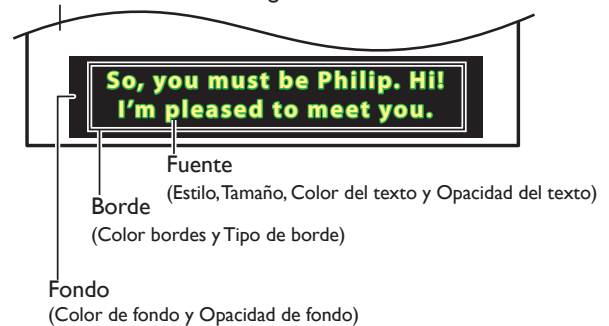 So, you must be Philip. Hi!
I'm pleased to meet you.
Fuente
(Estilo, Tamaño, Color del texto y Opacidad del texto)
Borde
(Color bordes y Tipo de borde)
Fondo
(Color de fondo y Opacidad de fondo)